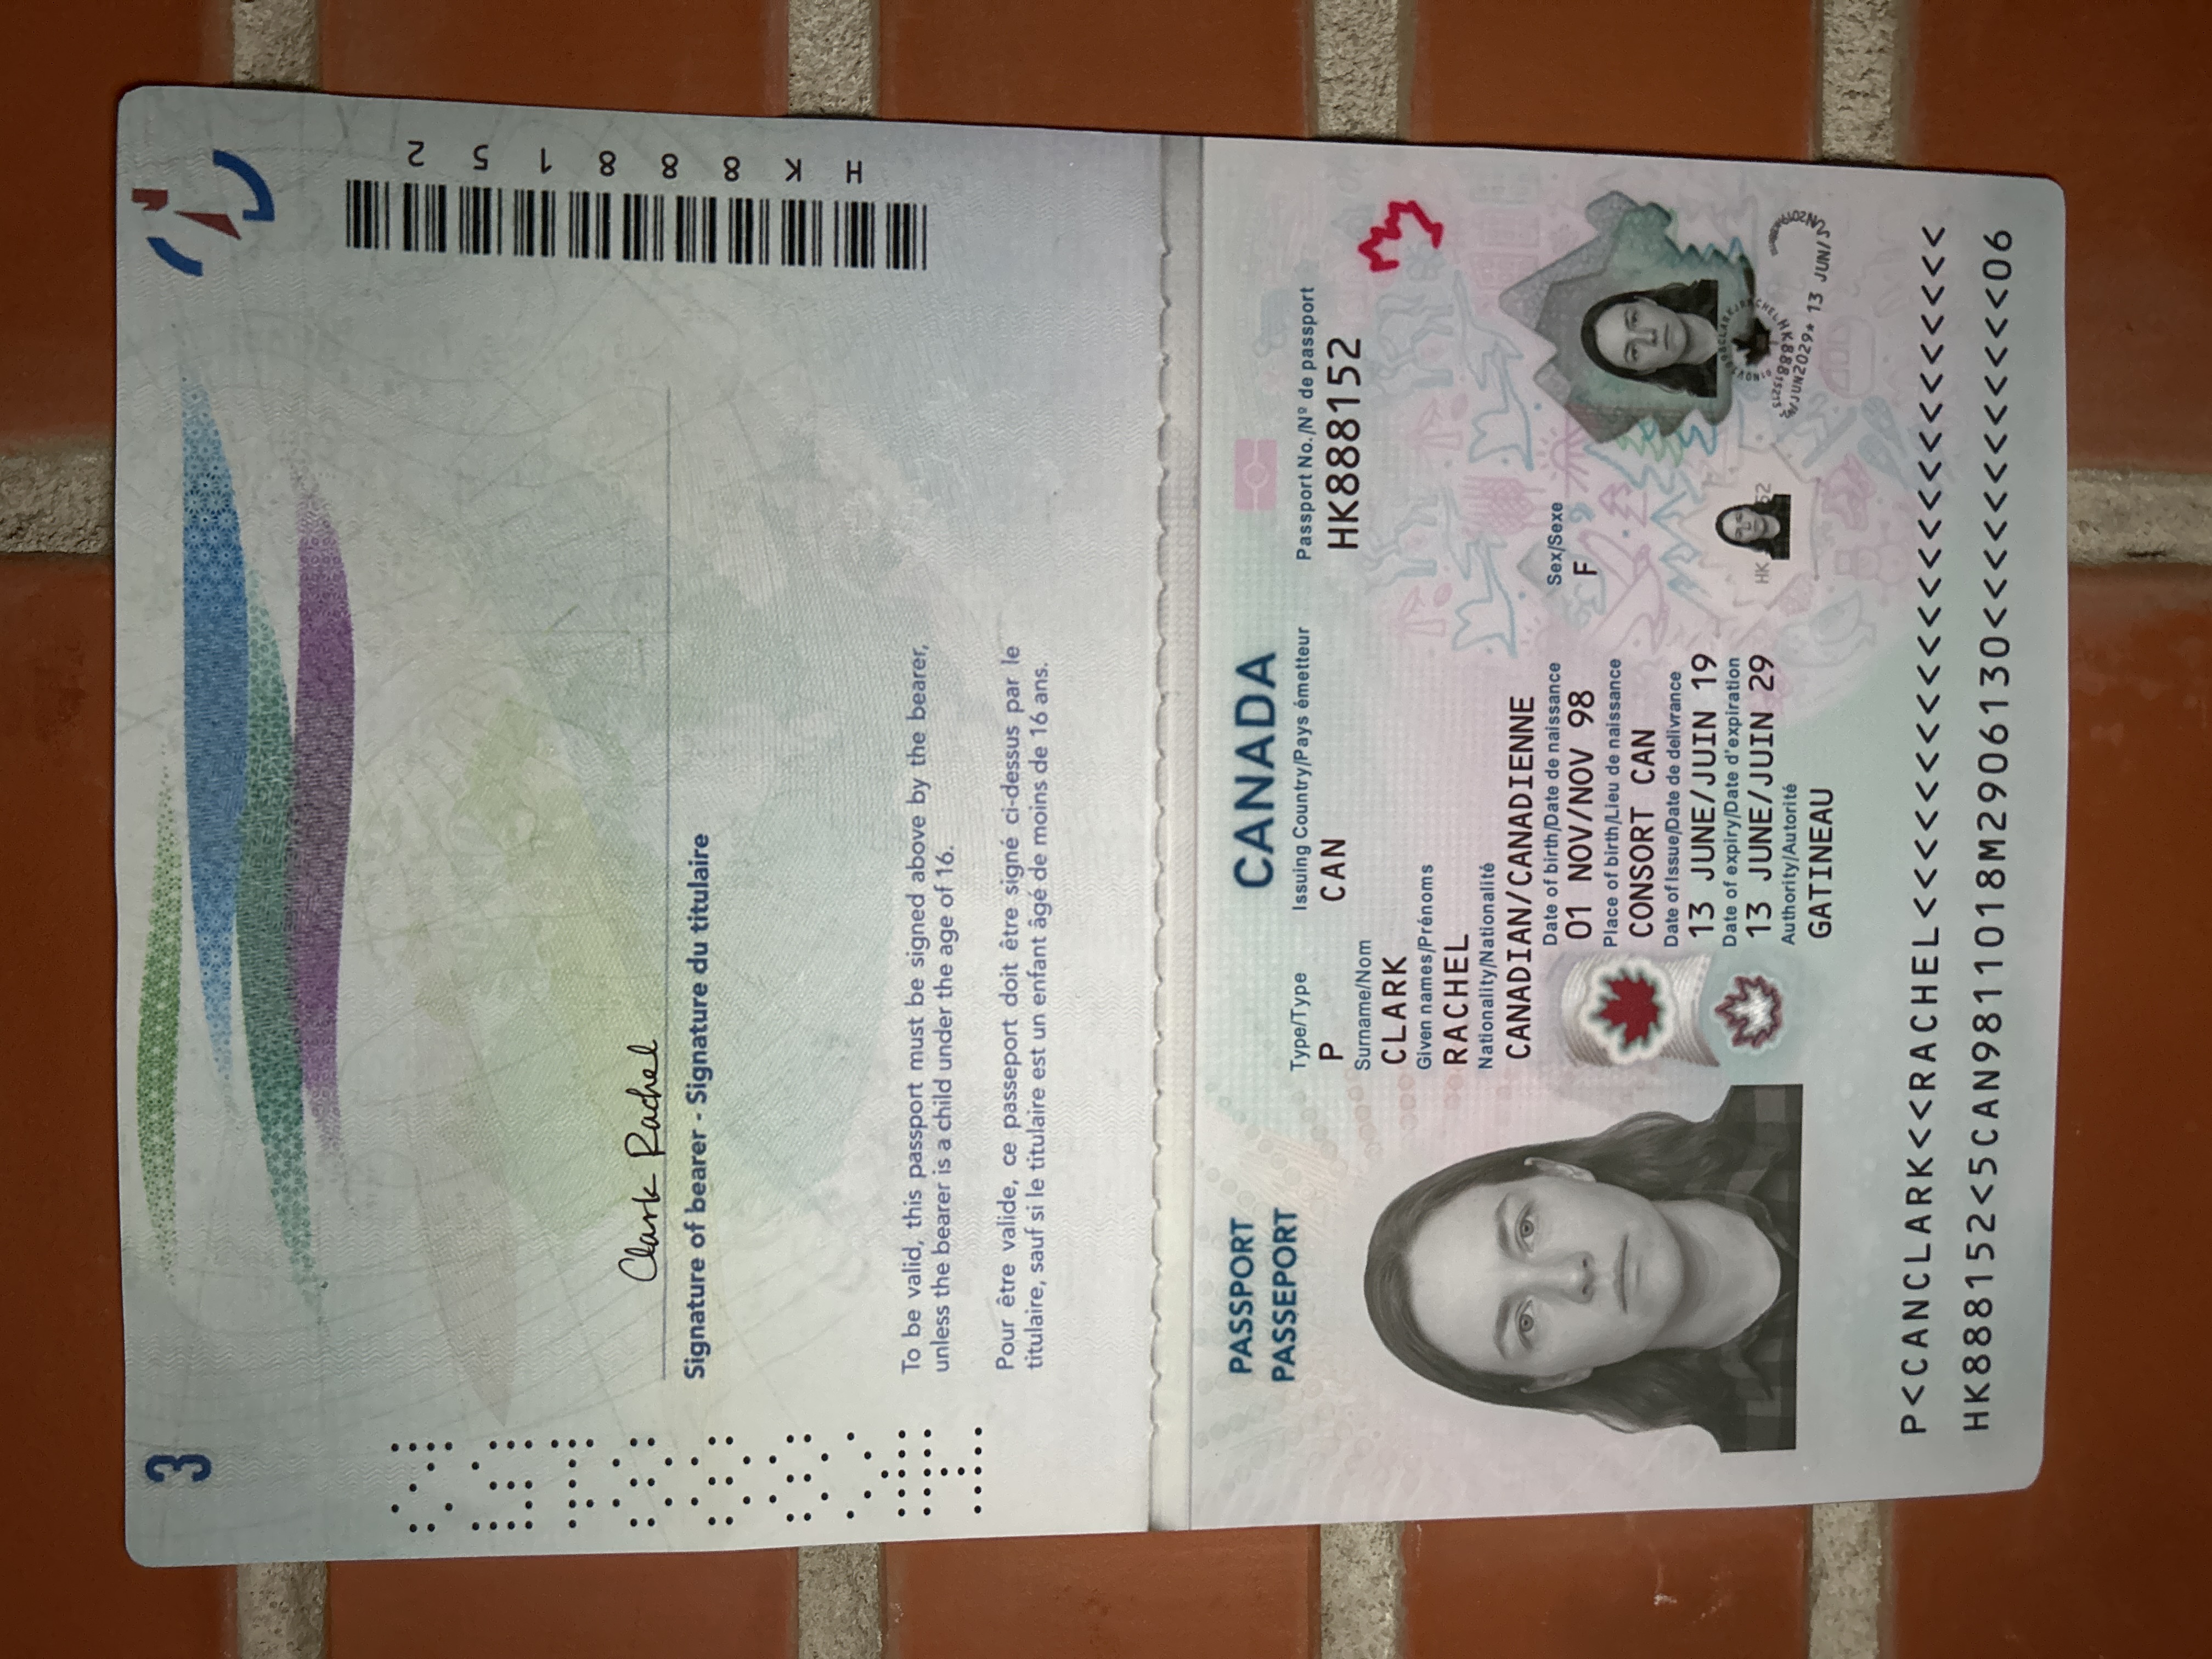 3
H K 8 8 8 1 5 2
Clark Rachel
Signature of bearer - Signature du titulaire
To be valid, this passport must be signed above by the bearer,
unless the bearer is a child under the age of 16.
Pour être valide, ce passeport doit être signé ci-dessus par le
titulaire, sauf si le titulaire est un enfant âgé de moins de 16 ans.
PASSPORT
PASSEPORT
CANADA
Type/Type Issuing Country/Pays émetteur Passport No./Nº de passport
P CAN HK888152
Surname/Nom
CLARK
Given names/Prénoms
RACHEL
Nationality/Nationalité
CANADIAN/CANADIENNE
Date of birth/Date de naissance Sex/Sexe
01 NOV/NOV 98 F
Place of birth/Lieu de naissance
CONSORT CAN
Date of Issue/Date de delivrance
13 JUNE/JUIN 19
Date of expiry/Date d'expiration
13 JUNE/JUIN 29
Authority/Autorité
GATINEAU
HK 52
P<CANCLARK<<RACHEL<<<<<<<<<<<<<<<<<<<<<<<<
HK888152<5CAN9811018M2906130<<<<<<<<<<<<06